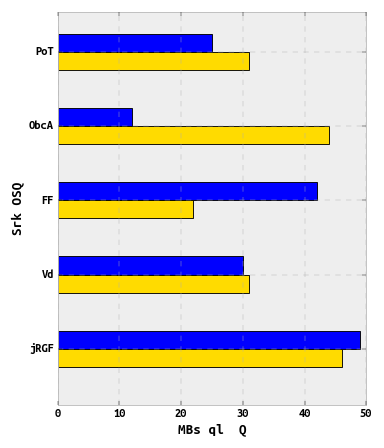 PoT
ObcA
Srk OSQ
FF
Vd
jRGF
0 10 20 30 40 50
MBs ql  Q